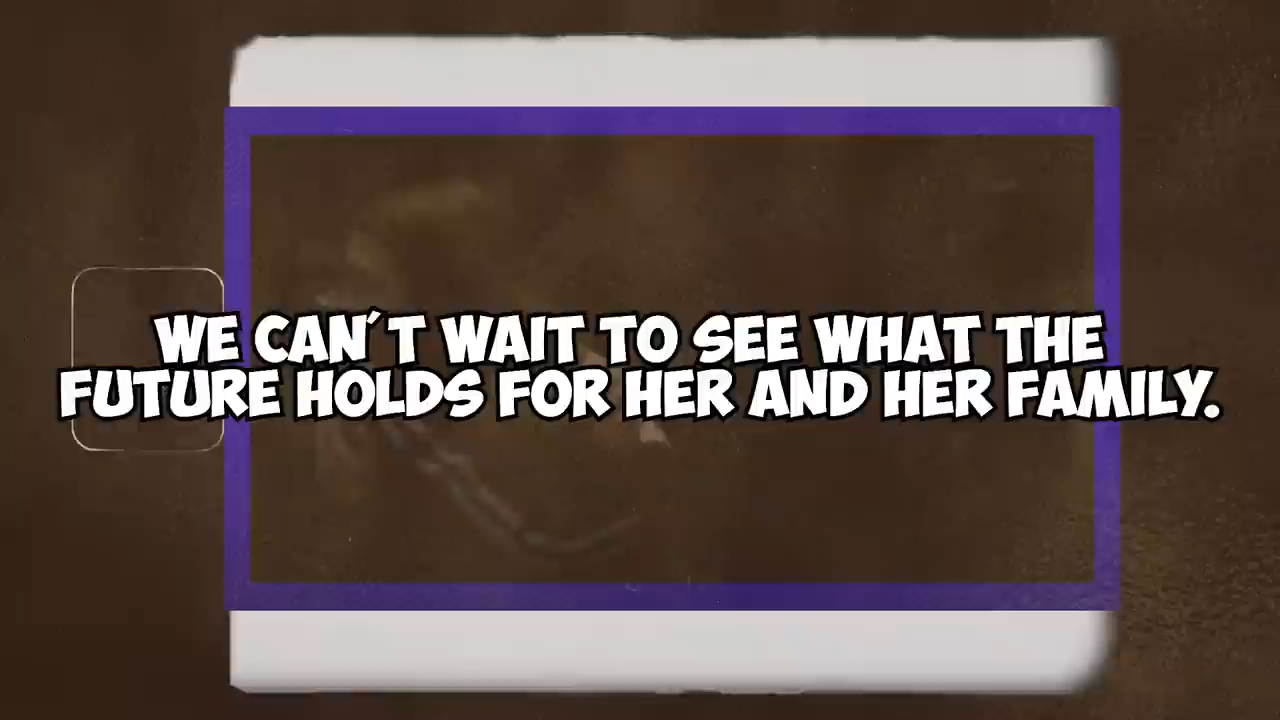 WE CAN´T WAIT TO SEE WHAT THE
FUTURE HOLDS FOR HER AND HER FAMILY.